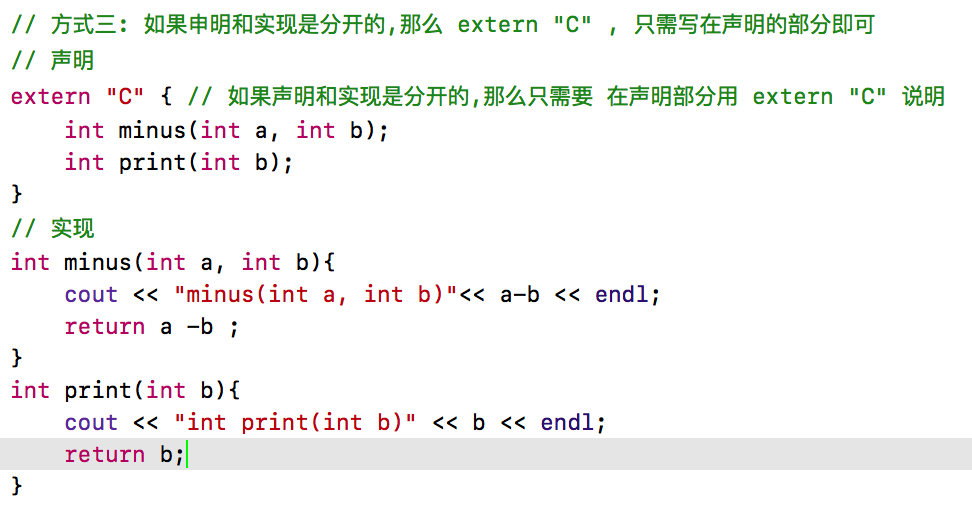 // 方式三: 如果申明和实现是分开的,那么 extern "C" , 只需写在声明的部分即可
// 声明
extern "C" { // 如果声明和实现是分开的,那么只需要 在声明部分用 extern "C" 说明
    int minus(int a, int b);
    int print(int b);
}
// 实现
int minus(int a, int b){
    cout << "minus(int a, int b)"<< a-b << endl;
    return a -b ;
}
int print(int b){
    cout << "int print(int b)" << b << endl;
    return b;
}